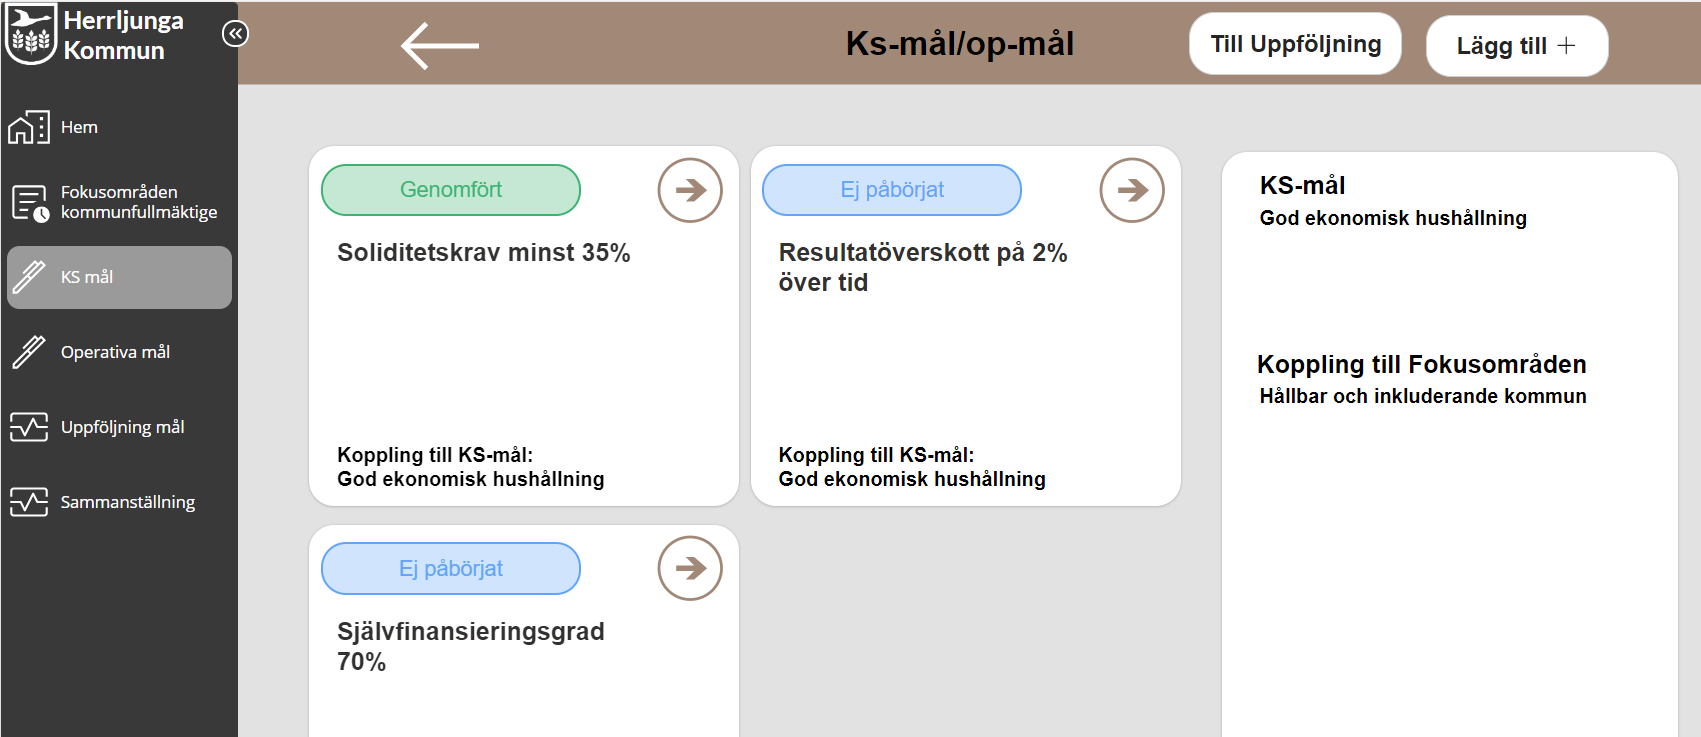 Herrljunga
Kommun
Hem
Fokusområden
kommunfullmäktige
KS mål
Operativa mål
Uppföljning mål
Sammanställning
Ks-mål/op-mål
Till Uppföljning
Lägg till +
Genomfört
Soliditetskrav minst 35%
Koppling till KS-mål:
God ekonomisk hushållning
Ej påbörjat
Resultatöverskott på 2%
över tid
Koppling till KS-mål:
God ekonomisk hushållning
Ej påbörjat
Självfinansieringsgrad
70%
KS-mål
God ekonomisk hushållning
Koppling till Fokusområden
Hållbar och inkluderande kommun